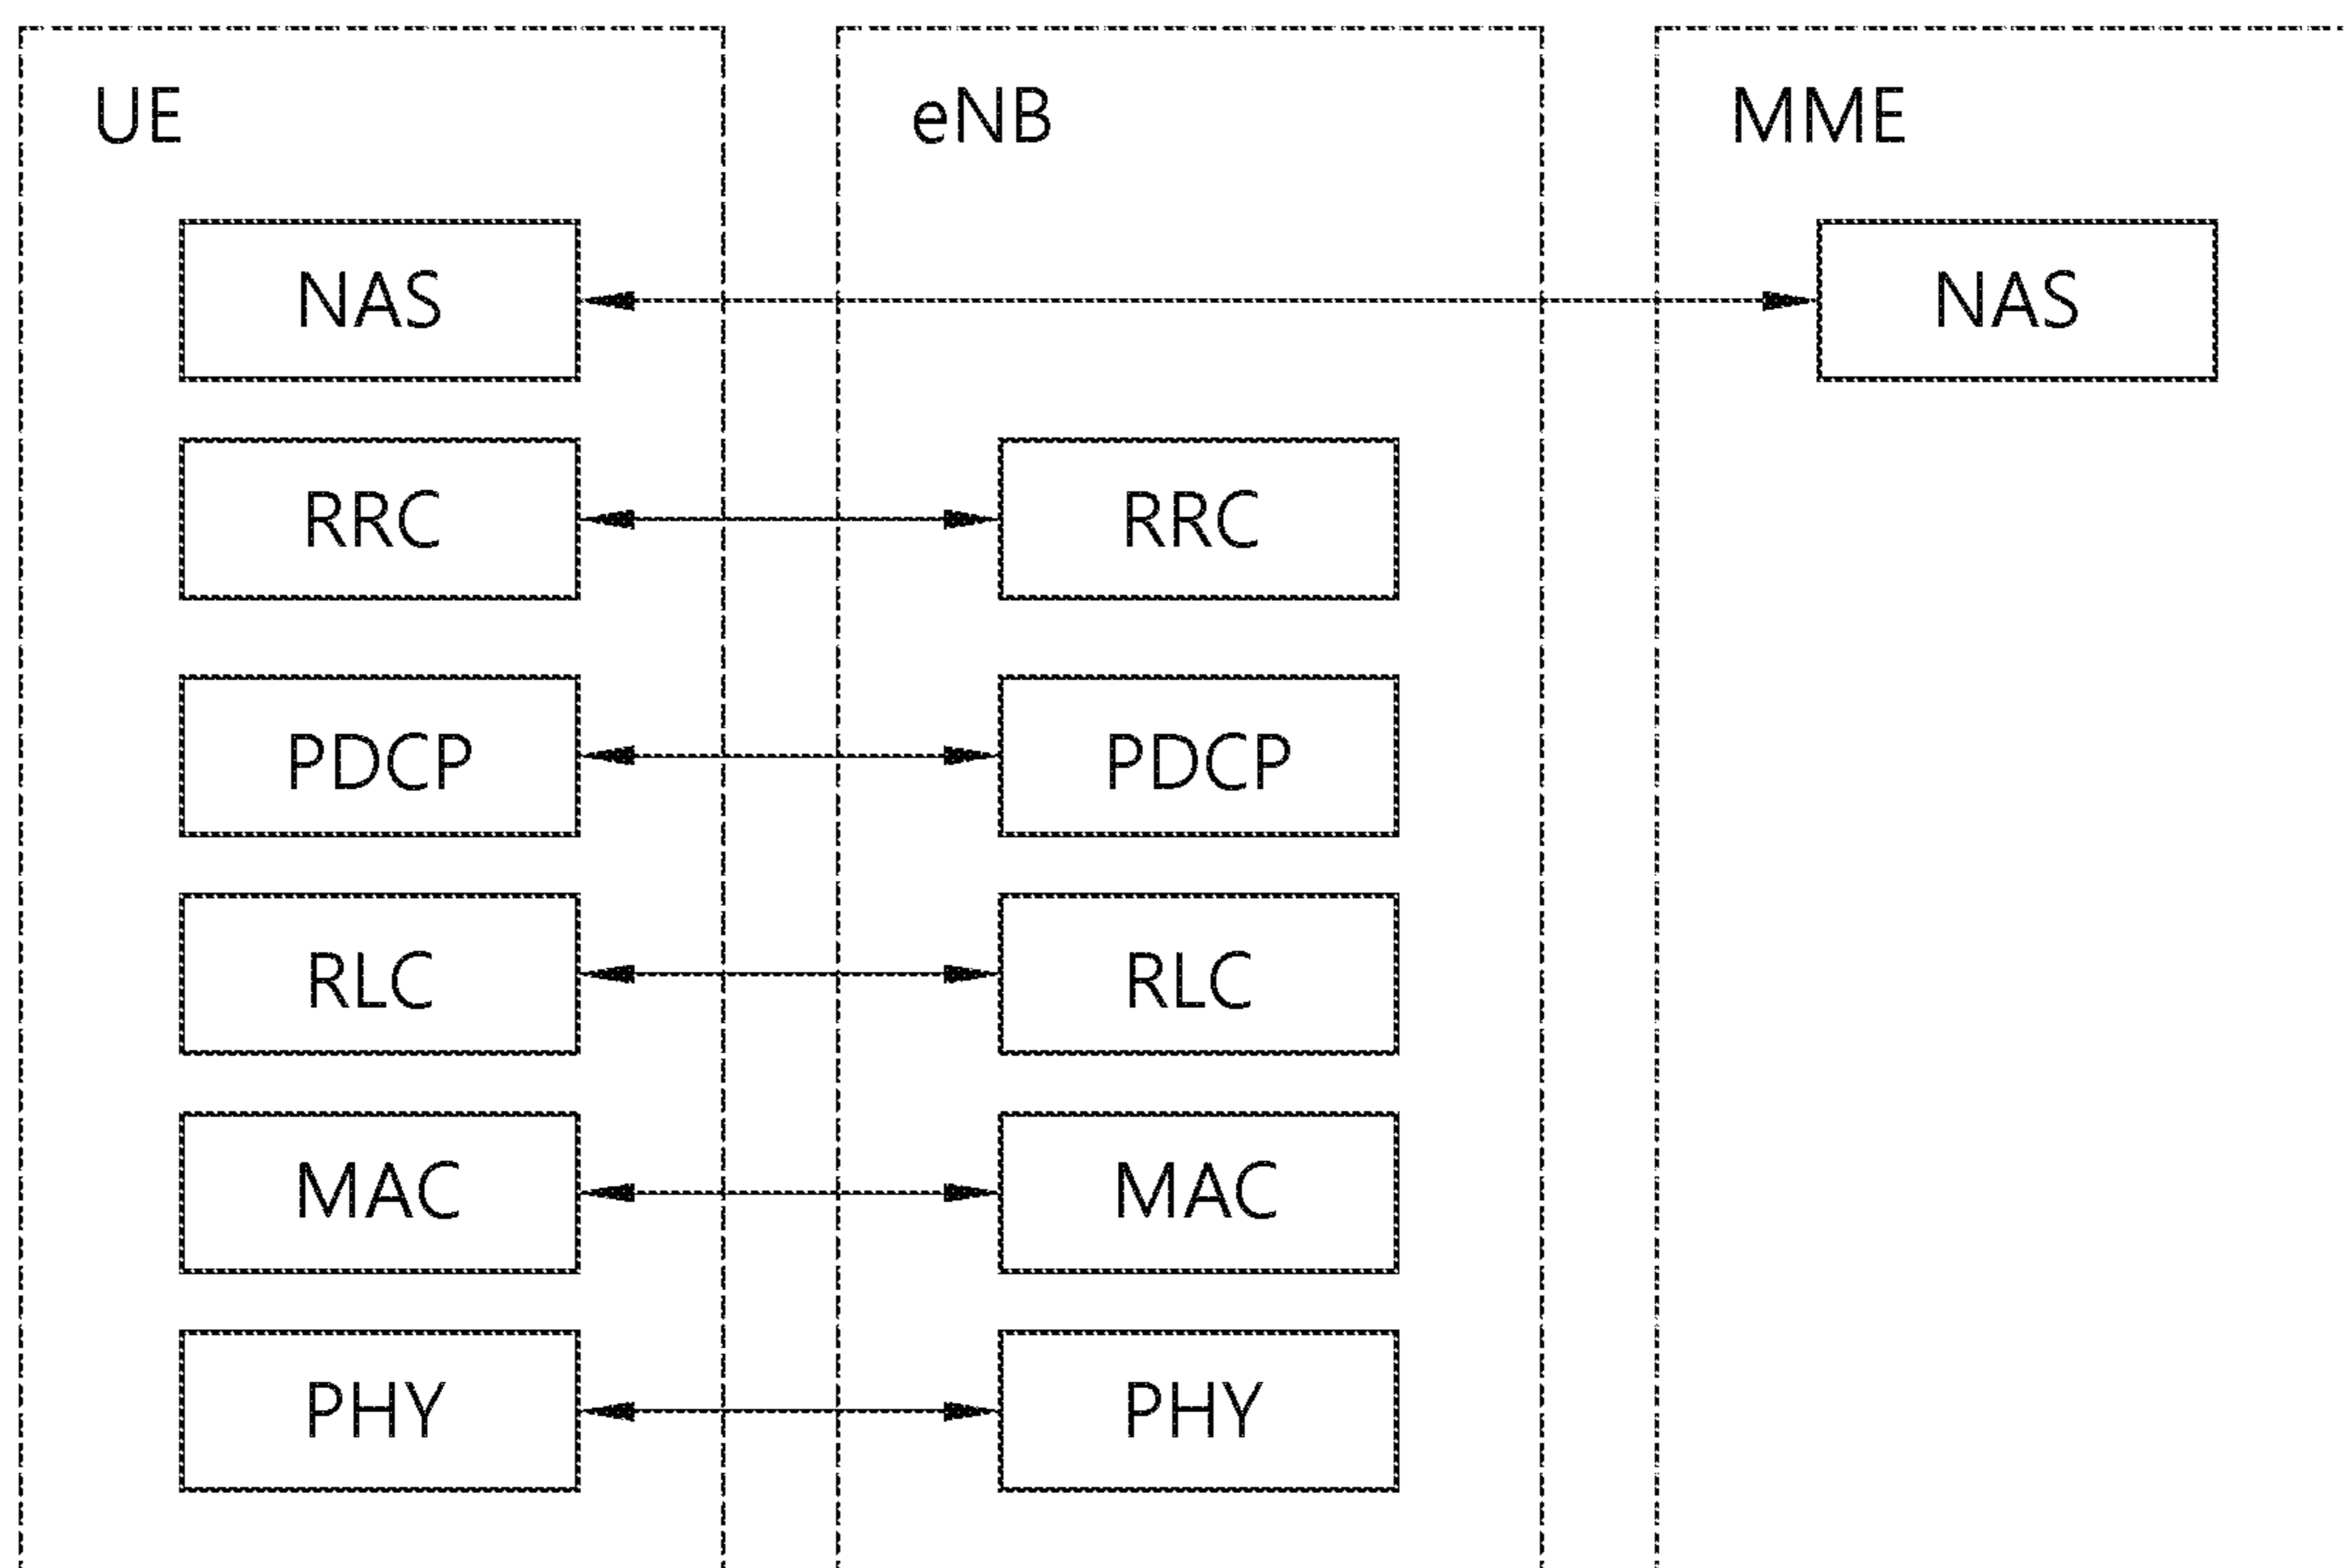 UE
eNB
MME
NAS
NAS
RRC
RRC
PDCP
PDCP
RLC
RLC
MAC
MAC
PHY
PHY